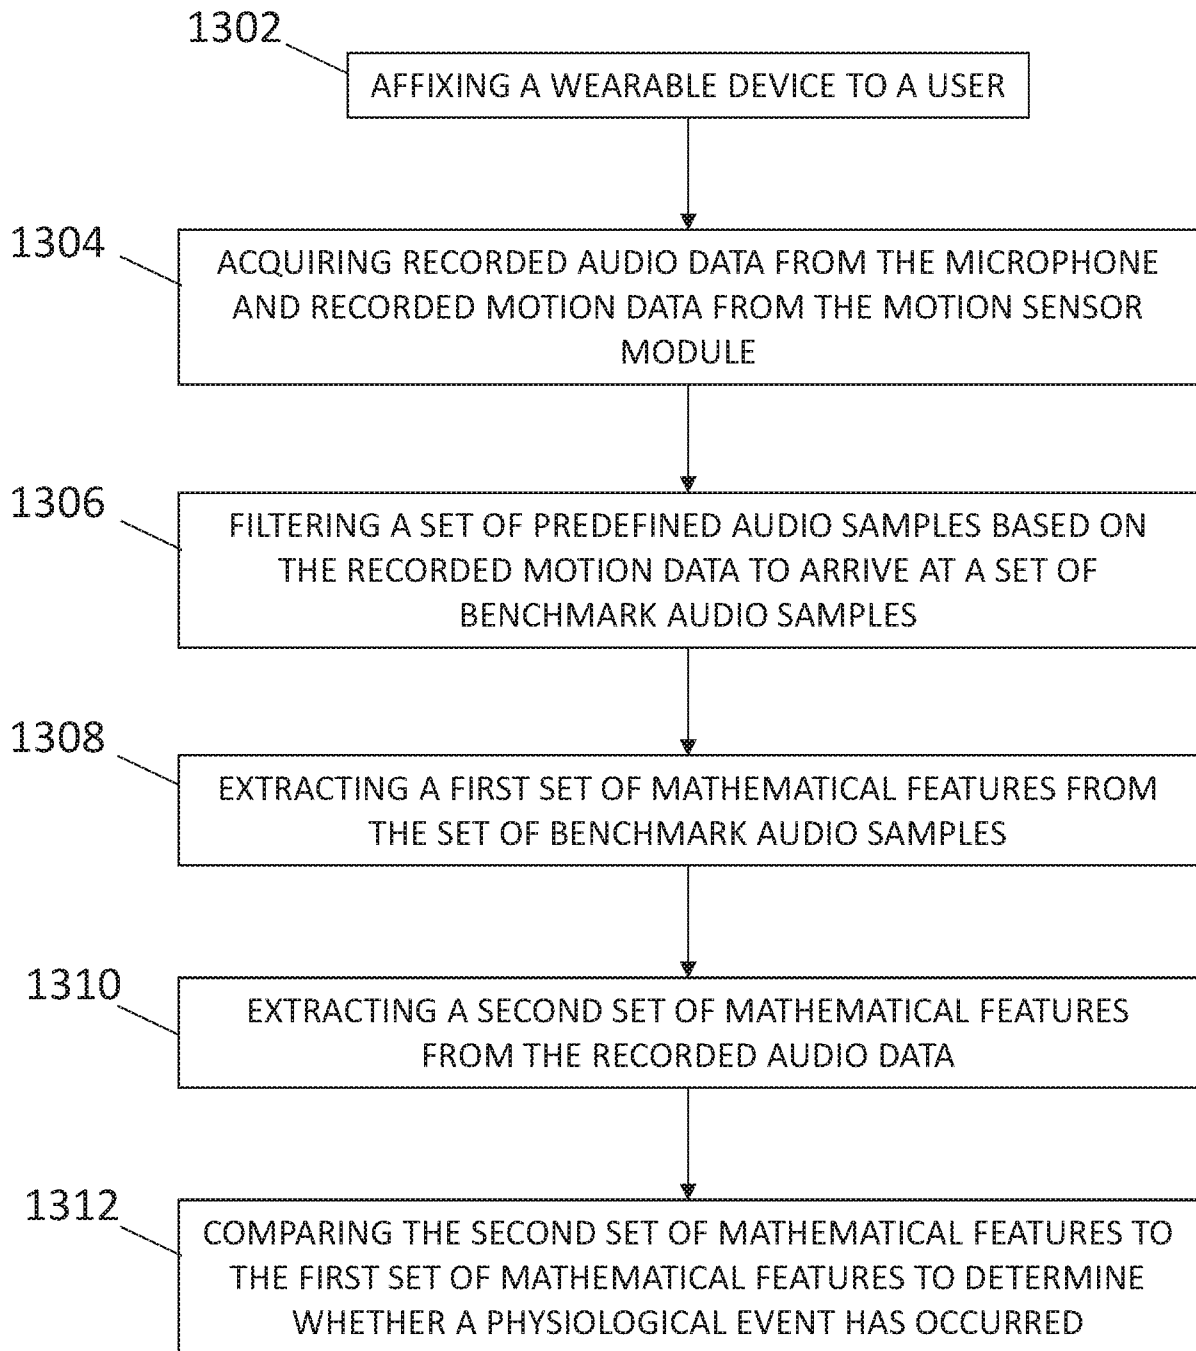 1302
AFFIXING A WEARABLE DEVICE TO A USER
1304
ACQUIRING RECORDED AUDIO DATA FROM THE MICROPHONE
AND RECORDED MOTION DATA FROM THE MOTION SENSOR
MODULE
1306
FILTERING A SET OF PREDEFINED AUDIO SAMPLES BASED ON
THE RECORDED MOTION DATA TO ARRIVE AT A SET OF
BENCHMARK AUDIO SAMPLES
1308
EXTRACTING A FIRST SET OF MATHEMATICAL FEATURES FROM
THE SET OF BENCHMARK AUDIO SAMPLES
1310
EXTRACTING A SECOND SET OF MATHEMATICAL FEATURES
FROM THE RECORDED AUDIO DATA
1312
COMPARING THE SECOND SET OF MATHEMATICAL FEATURES TO
THE FIRST SET OF MATHEMATICAL FEATURES TO DETERMINE
WHETHER A PHYSIOLOGICAL EVENT HAS OCCURRED